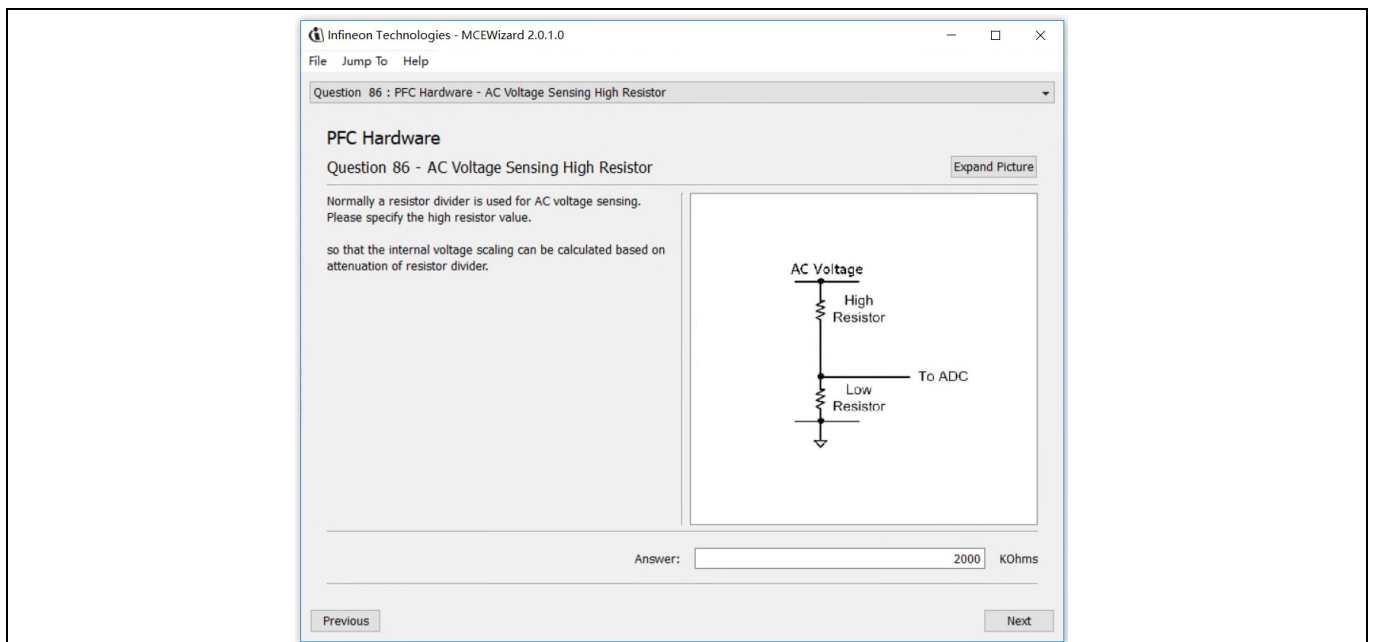 Infineon Technologies - MCEWizard 2.0.1.0
File Jump To Help
Question 86 : PFC Hardware - AC Voltage Sensing High Resistor
PFC Hardware
Question 86 - AC Voltage Sensing High Resistor
Expand Picture
Normally a resistor divider is used for AC voltage sensing.
Please specify the high resistor value.
so that the internal voltage scaling can be calculated based on
attenuation of resistor divider.
AC Voltage
High
Resistor
To ADC
Low
Resistor
Answer: 2000 KOhms
Previous Next